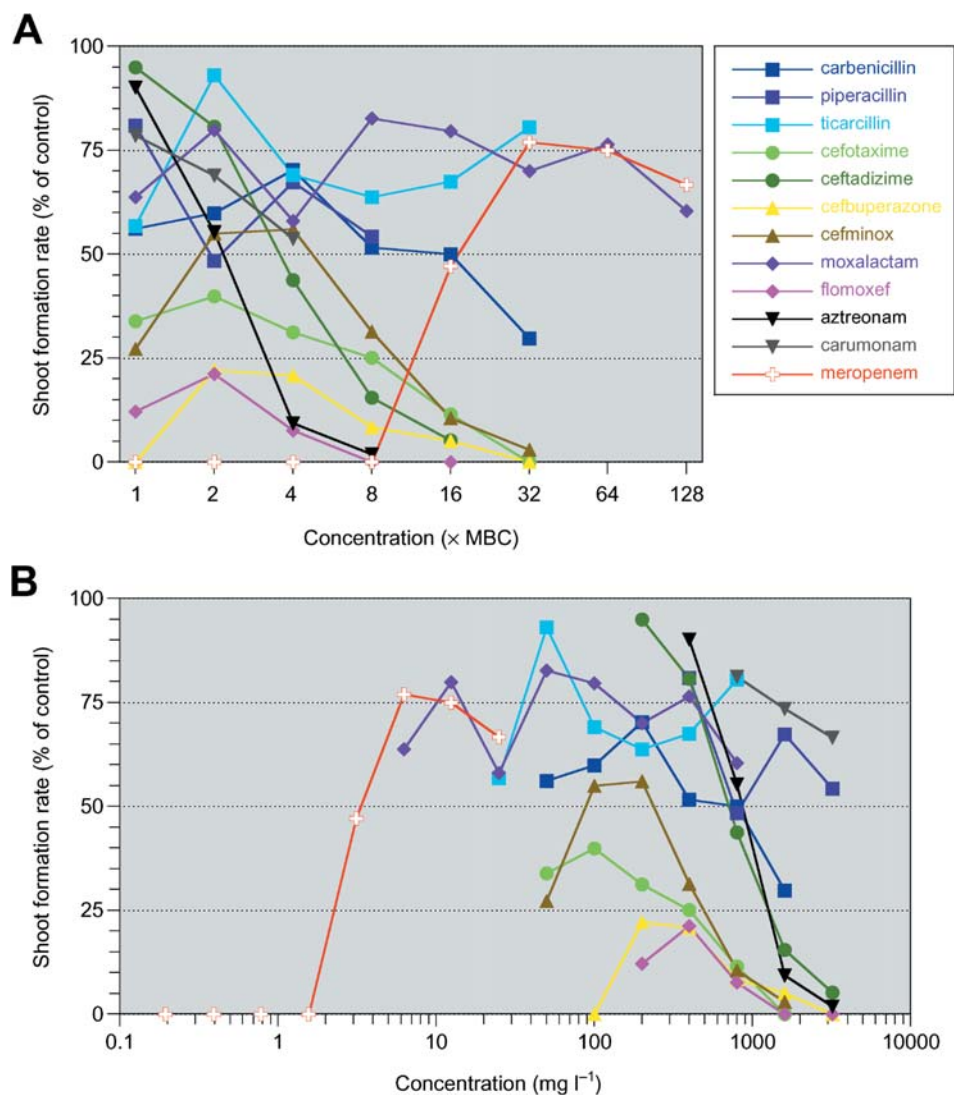 A
100
75
50
25
0
Shoot formation rate (% of control)
1 2 4 8 16 32 64 128
Concentration (× MBC)
carbenicillin
piperacillin
ticarcillin
cefotaxime
ceftadizime
cefbuperazone
cefminox
moxalactam
flomoxef
aztreonam
carumonam
meropenem
B
100
75
50
25
0
Shoot formation rate (% of control)
0.1 1 10 100 1000 10000
Concentration (mg l⁻¹)